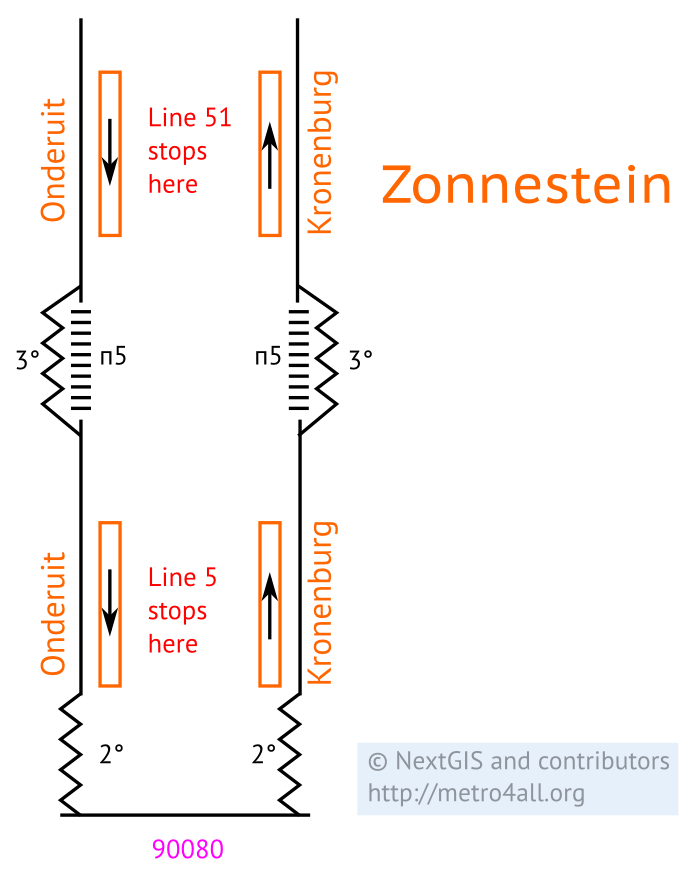 Zonnestein
Onderuit
Line 51
stops
here
Kronenburg
3°
п5
п5
3°
Onderuit
Line 5
stops
here
Kronenburg
2°
2°
© NextGIS and contributors
http://metro4all.org
90080